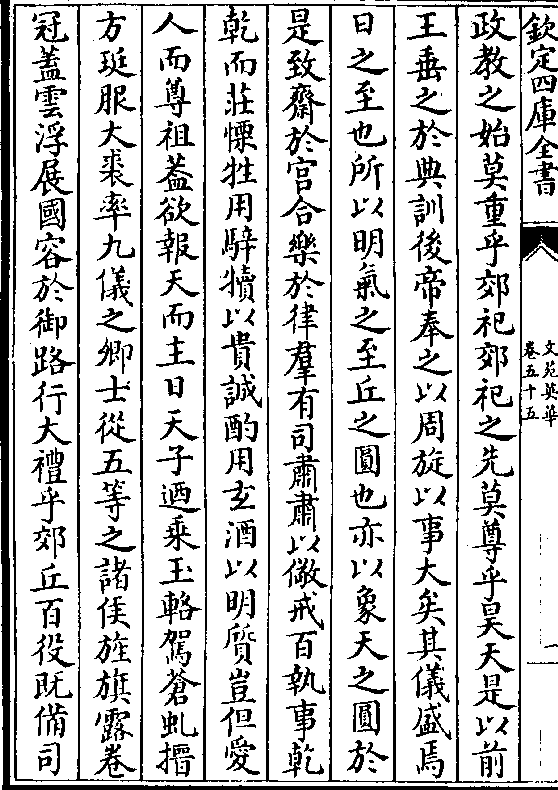 欽定四庫全書
文苑英華
卷五十五
一
政教之始莫重乎郊祀郊祀之先莫尊乎昊天是以前
王垂之於典訓後帝奉之以周旋以事大矣其儀盛焉
日之至也所以明氣之至丘之圓也亦以象天之圓於
是致齋於宮合樂於律羣有司肅肅以儆戒百執事乾
乾而莊慄牲用騂犢以貴誠酌用玄酒以明質豈但愛
人而尊祖葢欲報天而主日天子廼乗玉輅駕蒼虬搢
方珽服大裘率九儀之卿士從五等之諸侯旌旗露卷
冠葢雲浮展國容於御路行大禮乎郊丘百役既備司